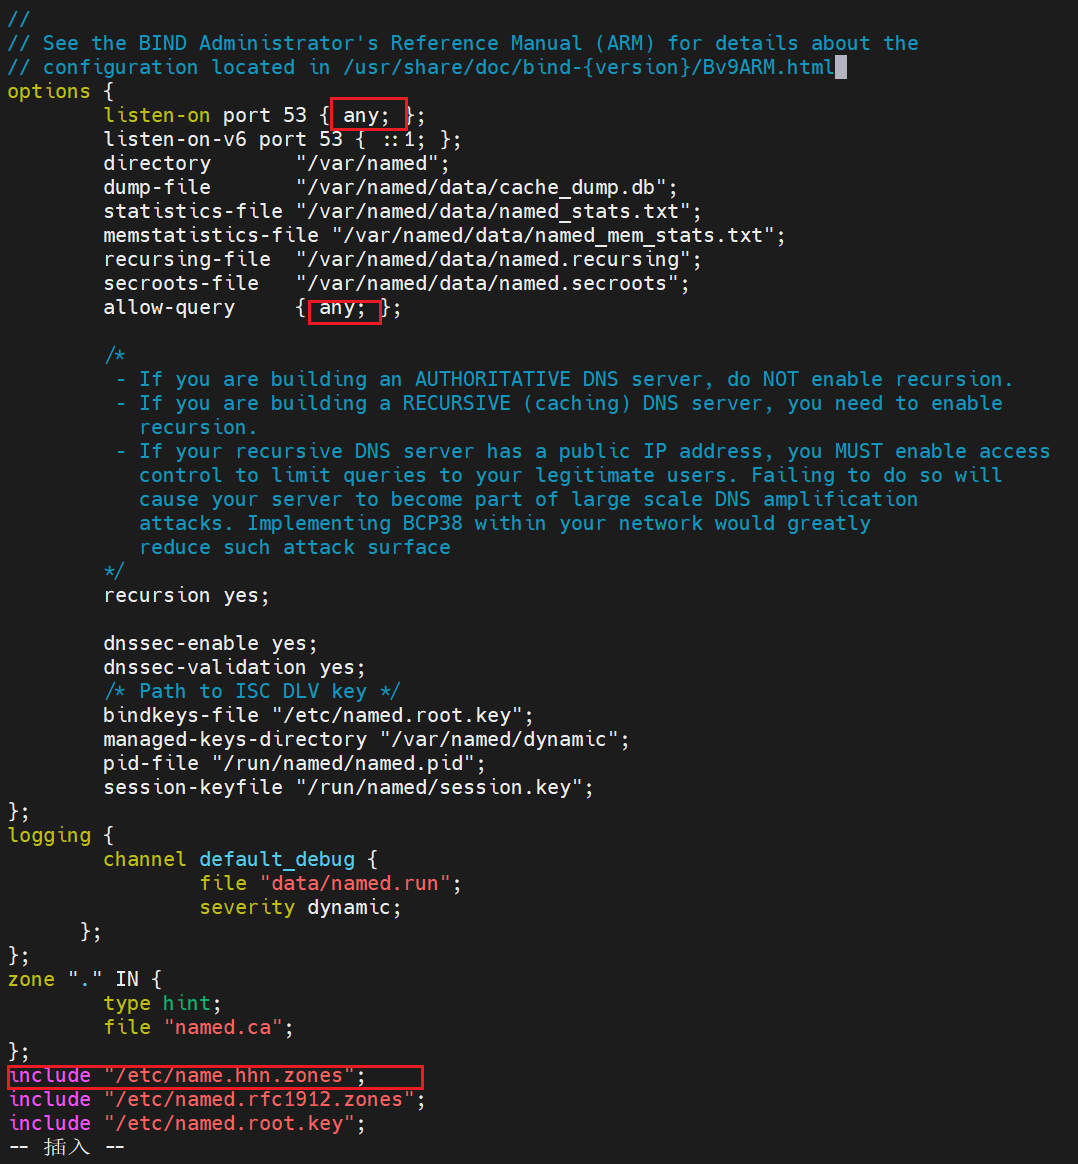 //
// See the BIND Administrator's Reference Manual (ARM) for details about the
// configuration located in /usr/share/doc/bind-{version}/Bv9ARM.html
options {
        listen-on port 53 { any; };
        listen-on-v6 port 53 { ::1; };
        directory       "/var/named";
        dump-file       "/var/named/data/cache_dump.db";
        statistics-file "/var/named/data/named_stats.txt";
        memstatistics-file "/var/named/data/named_mem_stats.txt";
        recursing-file  "/var/named/data/named.recursing";
        secroots-file   "/var/named/data/named.secroots";
        allow-query     { any; };
        /*
         - If you are building an AUTHORITATIVE DNS server, do NOT enable recursion.
         - If you are building a RECURSIVE (caching) DNS server, you need to enable
           recursion.
         - If your recursive DNS server has a public IP address, you MUST enable access
           control to limit queries to your legitimate users. Failing to do so will
           cause your server to become part of large scale DNS amplification
           attacks. Implementing BCP38 within your network would greatly
           reduce such attack surface
        */
        recursion yes;
        dnssec-enable yes;
        dnssec-validation yes;
        /* Path to ISC DLV key */
        bindkeys-file "/etc/named.root.key";
        managed-keys-directory "/var/named/dynamic";
        pid-file "/run/named/named.pid";
        session-keyfile "/run/named/session.key";
};
logging {
        channel default_debug {
                file "data/named.run";
                severity dynamic;
      };
};
zone "." IN {
        type hint;
        file "named.ca";
};
include "/etc/name.hhn.zones";
include "/etc/named.rfc1912.zones";
include "/etc/named.root.key";
-- 插入 --